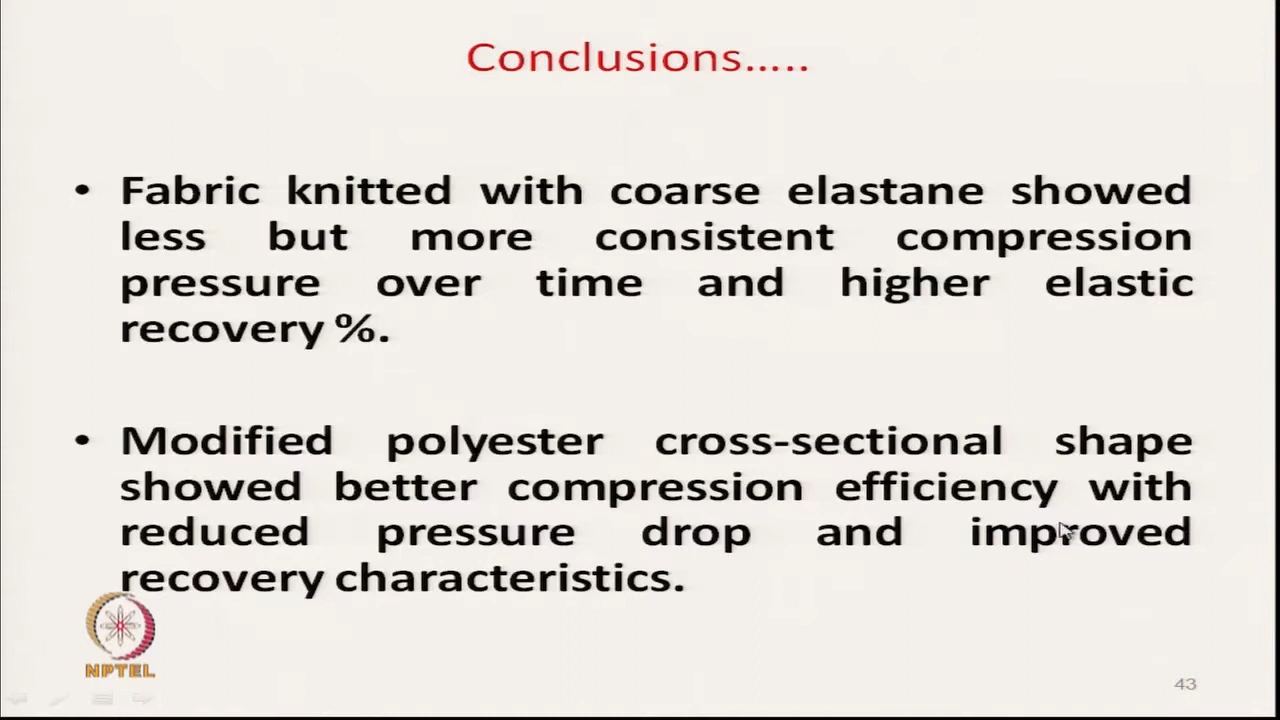 Conclusions.....
• Fabric knitted with coarse elastane showed
less but more consistent compression
pressure over time and higher elastic
recovery %.
• Modified polyester cross-sectional shape
showed better compression efficiency with
reduced pressure drop and improved
recovery characteristics.
NPTEL
43